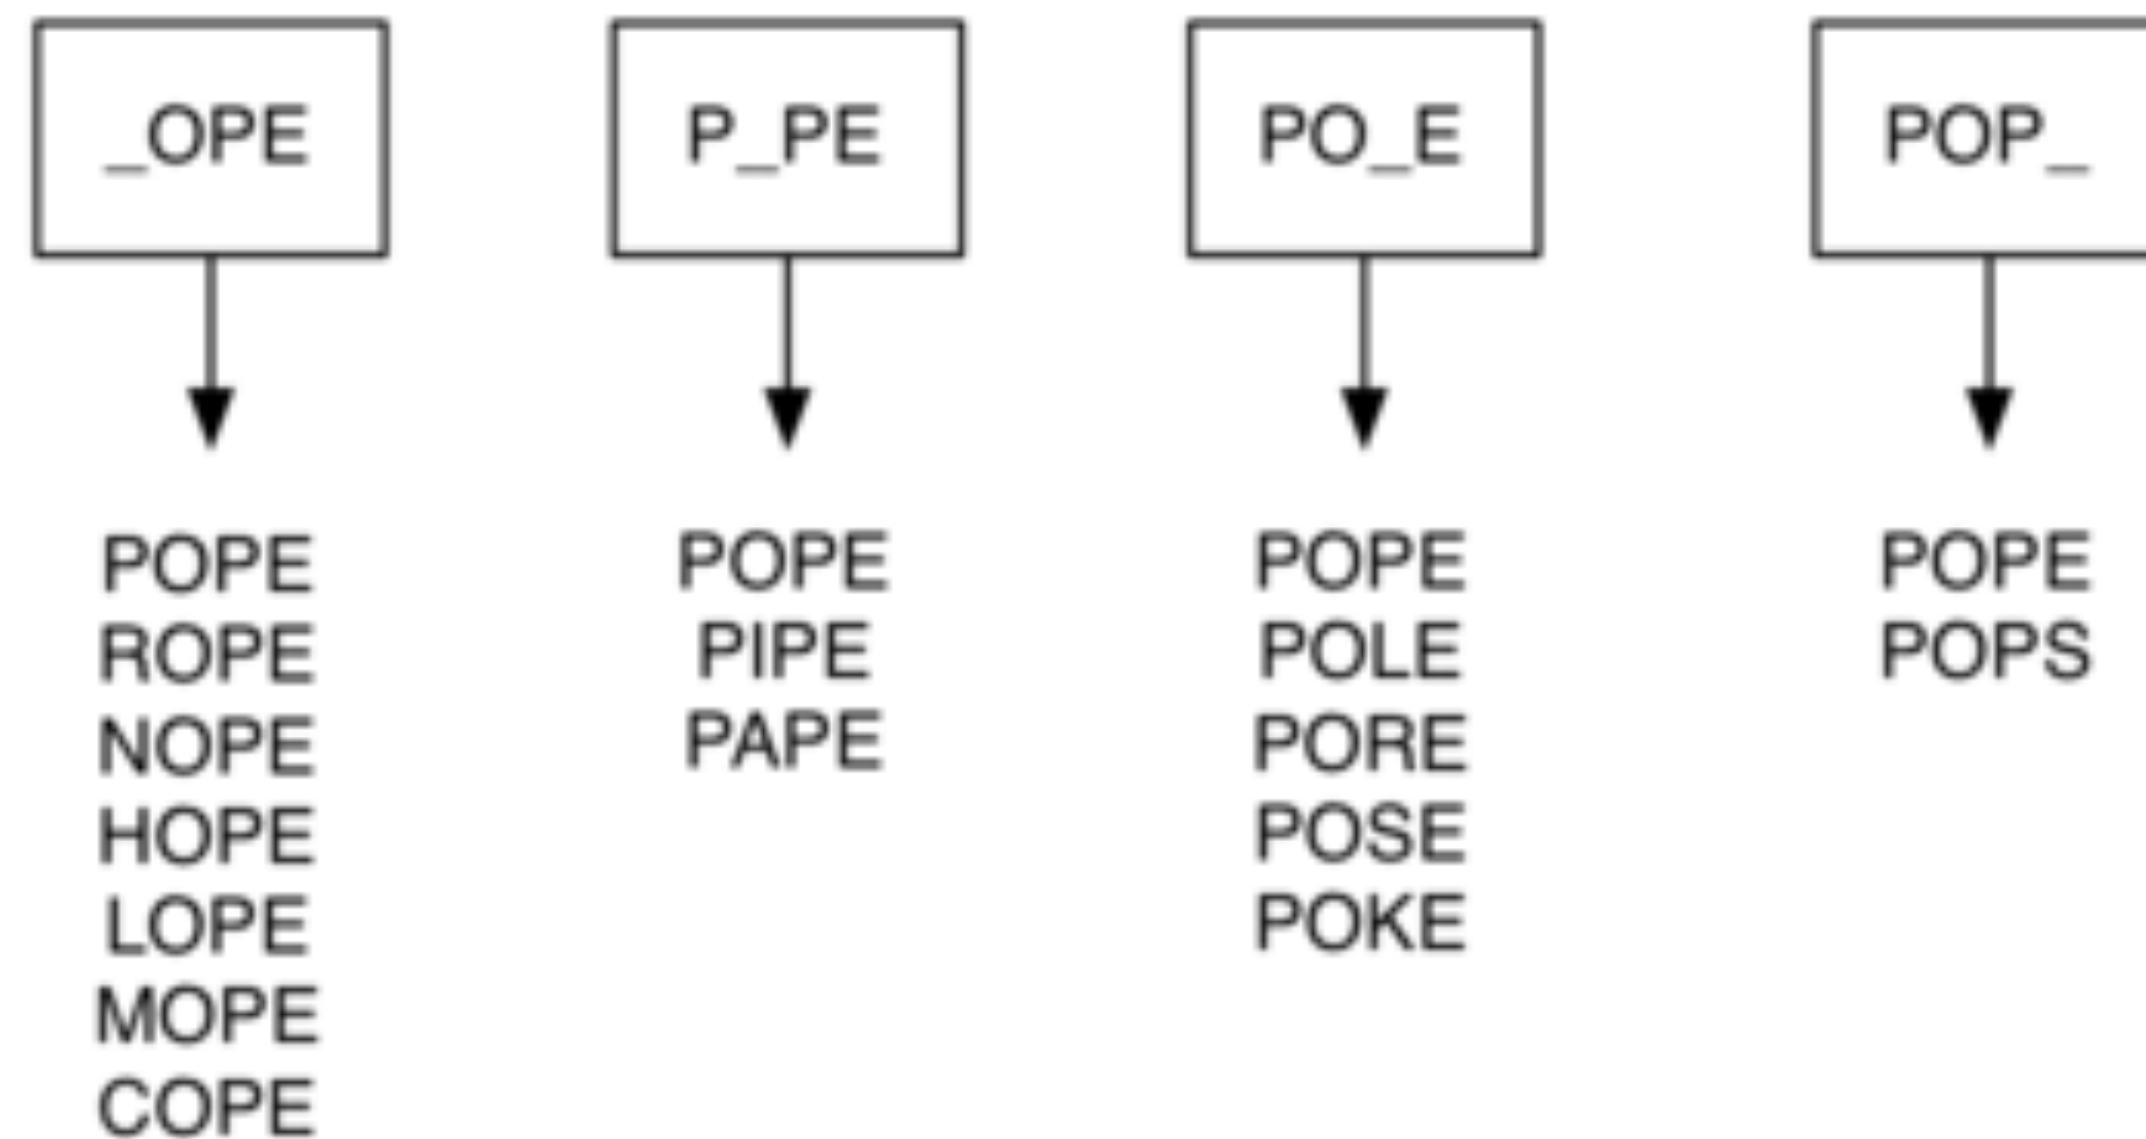 _OPE P_PE PO_E POP_
POPE POPE POPE POPE
ROPE PIPE POLE POPS
NOPE PAPE PORE
HOPE POSE
LOPE POKE
MOPE
COPE